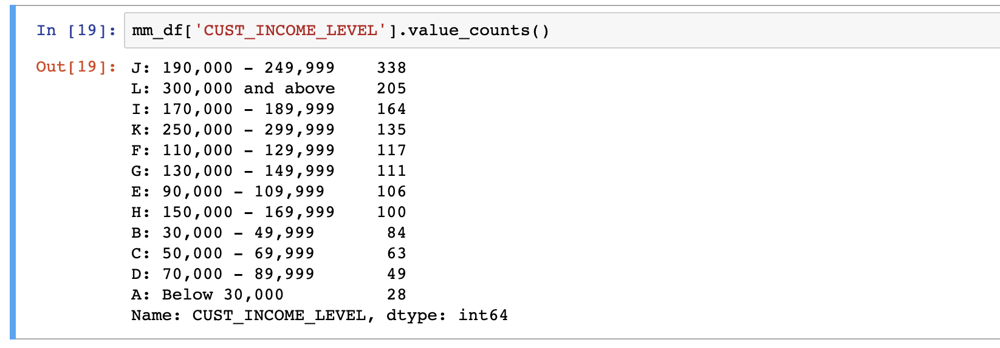 In [19]: mm_df['CUST_INCOME_LEVEL'].value_counts()
Out[19]: J: 190,000 - 249,999    338
L: 300,000 and above    205
I: 170,000 - 189,999    164
K: 250,000 - 299,999    135
F: 110,000 - 129,999    117
G: 130,000 - 149,999    111
E: 90,000 - 109,999     106
H: 150,000 - 169,999    100
B: 30,000 - 49,999       84
C: 50,000 - 69,999       63
D: 70,000 - 89,999       49
A: Below 30,000          28
Name: CUST_INCOME_LEVEL, dtype: int64